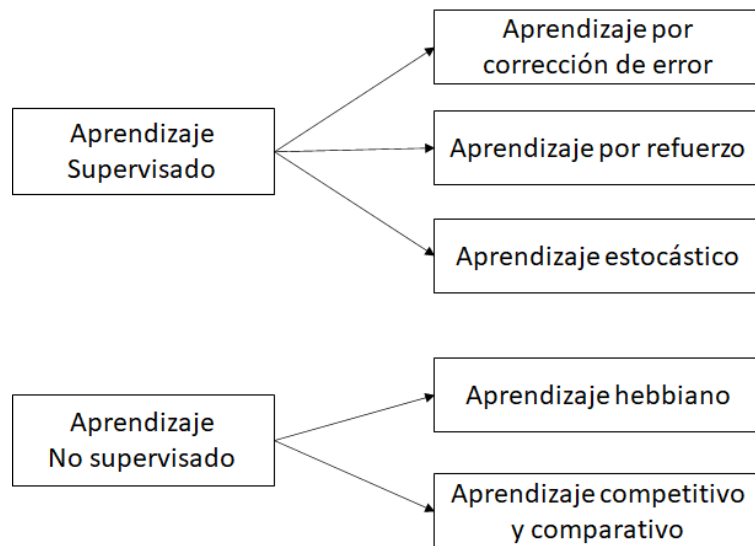 Aprendizaje por
corrección de error
Aprendizaje
Supervisado
Aprendizaje por refuerzo
Aprendizaje estocástico
Aprendizaje hebbiano
Aprendizaje
No supervisado
Aprendizaje competitivo
y comparativo